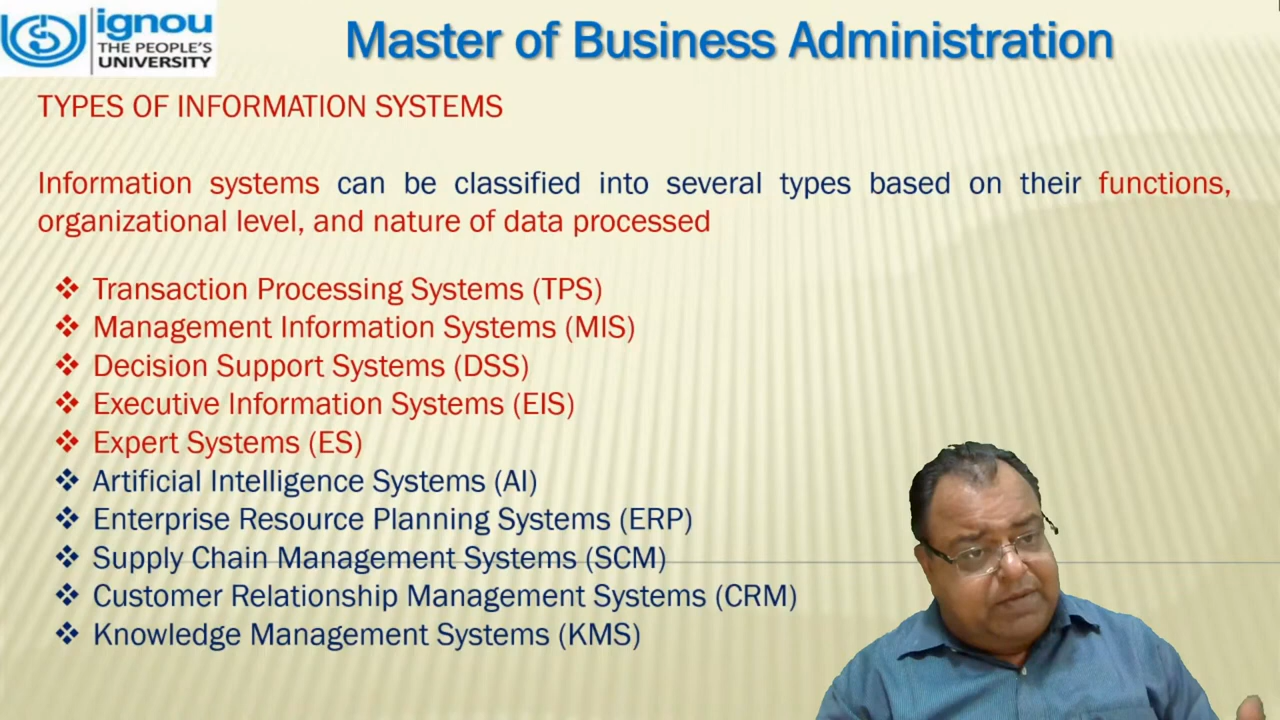 ignou
THE PEOPLE'S
UNIVERSITY
Master of Business Administration
TYPES OF INFORMATION SYSTEMS
Information systems can be classified into several types based on their functions,
organizational level, and nature of data processed
❖ Transaction Processing Systems (TPS)
❖ Management Information Systems (MIS)
❖ Decision Support Systems (DSS)
❖ Executive Information Systems (EIS)
❖ Expert Systems (ES)
❖ Artificial Intelligence Systems (AI)
❖ Enterprise Resource Planning Systems (ERP)
❖ Supply Chain Management Systems (SCM)
❖ Customer Relationship Management Systems (CRM)
❖ Knowledge Management Systems (KMS)